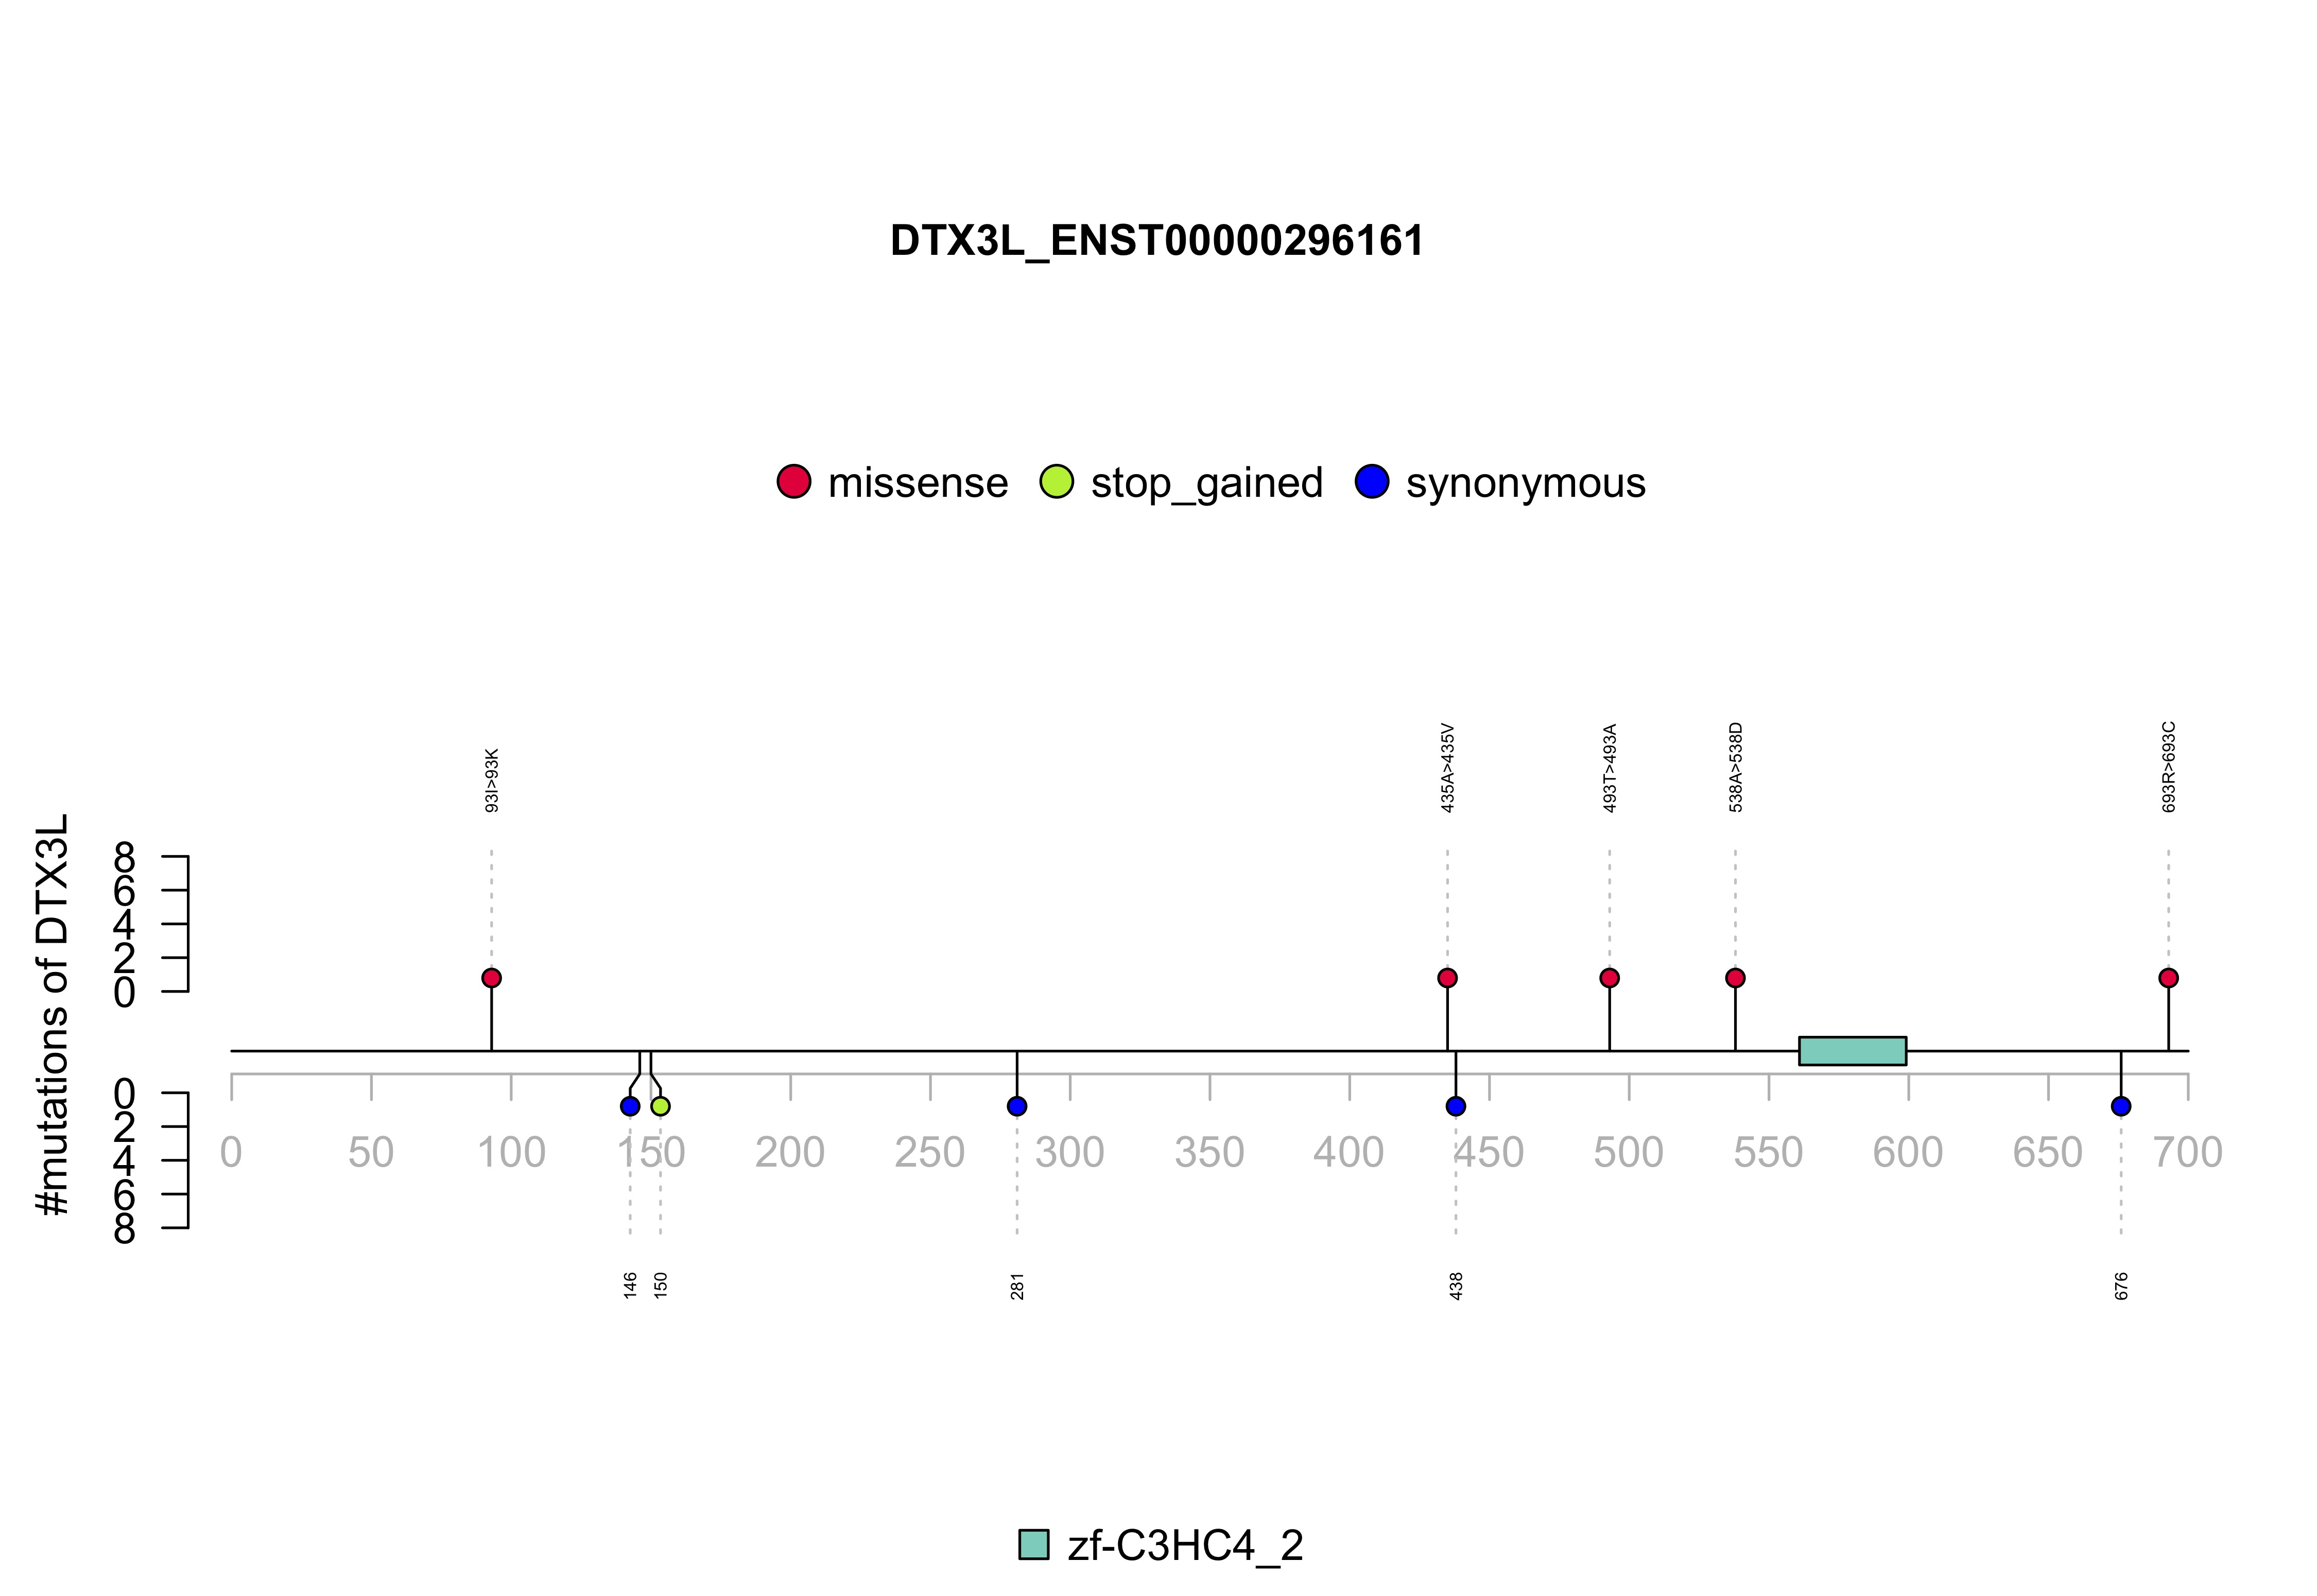 DTX3L_ENST00000296161
missense stop_gained synonymous
93I>93K 435A>435V 493T>493A 538A>538D 693R>693C
#mutations of DTX3L
8
6
4
2
0
0
2
4
6
8
0 50 100 150 200 250 300 350 400 450 500 550 600 650 700
146 150 281 438 676
zf-C3HC4_2